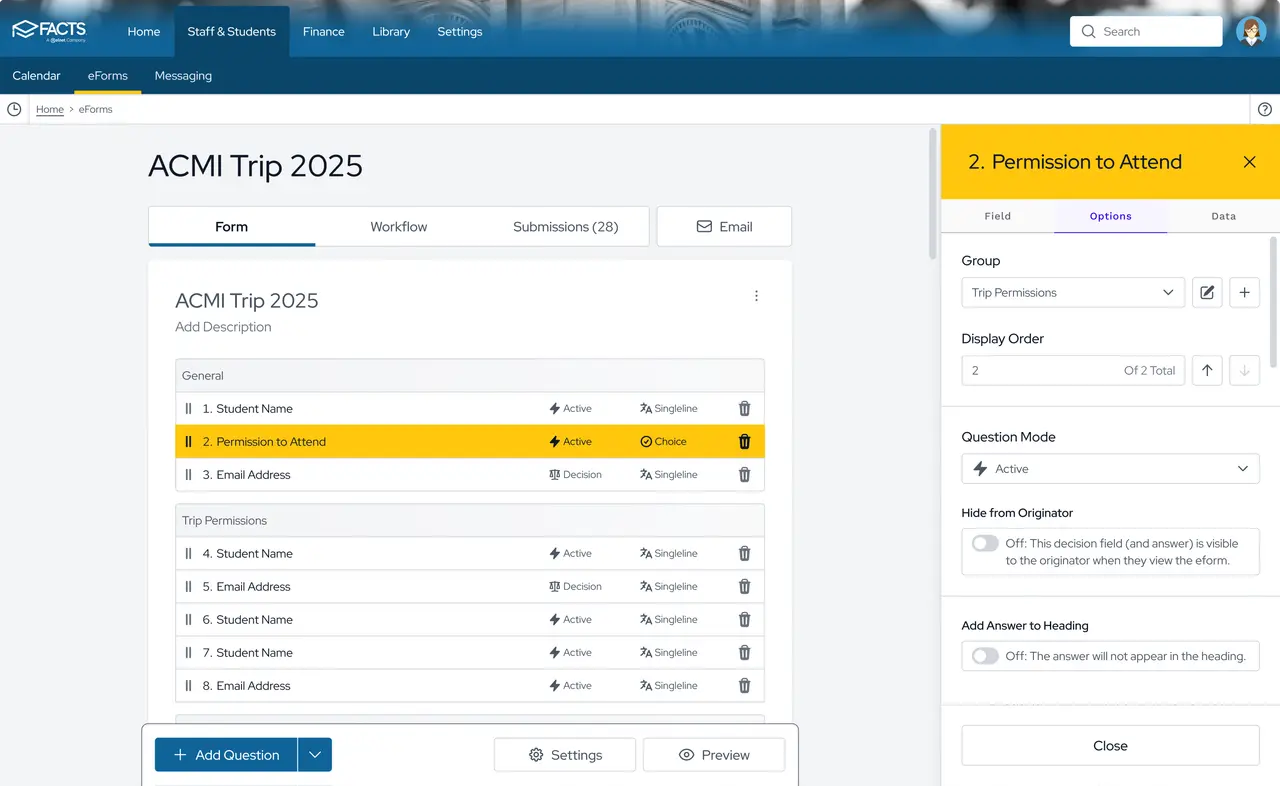 FACTS
a nelnet Company
Home
Staff & Students
Finance
Library
Settings
Search
Calendar
eForms
Messaging
Home > eForms
ACMI Trip 2025
Form
Workflow
Submissions (28)
Email
ACMI Trip 2025
Add Description
General
1. Student Name Active Singleline
2. Permission to Attend Active Choice
3. Email Address Decision Singleline
Trip Permissions
4. Student Name Active Singleline
5. Email Address Decision Singleline
6. Student Name Active Singleline
7. Student Name Active Singleline
8. Email Address Active Singleline
Add Question
Settings
Preview
2. Permission to Attend
Field
Options
Data
Group
Trip Permissions
Display Order
2 Of 2 Total
Question Mode
Active
Hide from Originator
Off: This decision field (and answer) is visible
to the originator when they view the eform.
Add Answer to Heading
Off: The answer will not appear in the heading.
Close